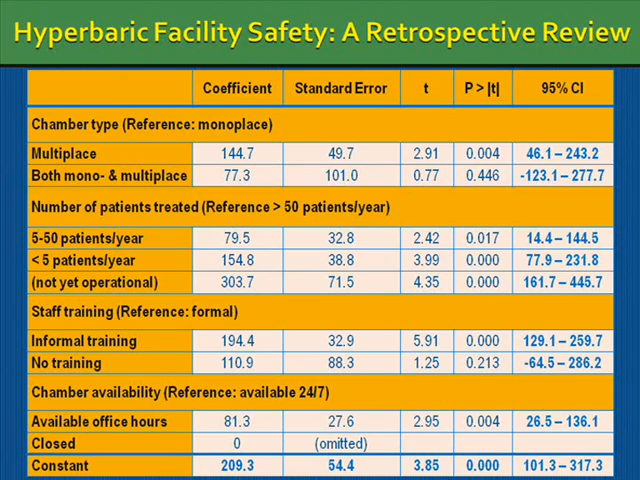 Hyperbaric Facility Safety: A Retrospective Review
Coefficient Standard Error t P > |t| 95% CI
Chamber type (Reference: monoplace)
Multiplace 144.7 49.7 2.91 0.004 46.1 – 243.2
Both mono- & multiplace 77.3 101.0 0.77 0.446 -123.1 – 277.7
Number of patients treated (Reference > 50 patients/year)
5-50 patients/year 79.5 32.8 2.42 0.017 14.4 – 144.5
< 5 patients/year 154.8 38.8 3.99 0.000 77.9 – 231.8
(not yet operational) 303.7 71.5 4.35 0.000 161.7 – 445.7
Staff training (Reference: formal)
Informal training 194.4 32.9 5.91 0.000 129.1 – 259.7
No training 110.9 88.3 1.25 0.213 -64.5 – 286.2
Chamber availability (Reference: available 24/7)
Available office hours 81.3 27.6 2.95 0.004 26.5 – 136.1
Closed 0 (omitted)
Constant 209.3 54.4 3.85 0.000 101.3 – 317.3